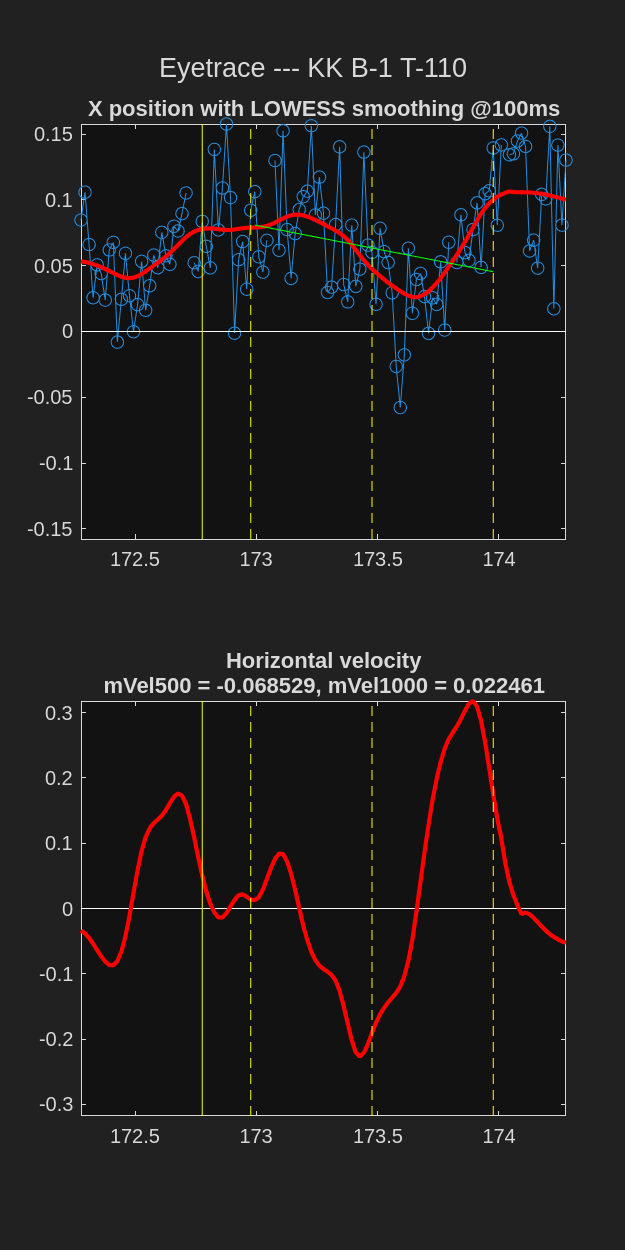 Eyetrace --- KK B-1 T-110
X position with LOWESS smoothing @100ms
0.15
0.1
0.05
0
-0.05
-0.1
-0.15
172.5 173 173.5 174
Horizontal velocity
mVel500 = -0.068529, mVel1000 = 0.022461
0.3
0.2
0.1
0
-0.1
-0.2
-0.3
172.5 173 173.5 174